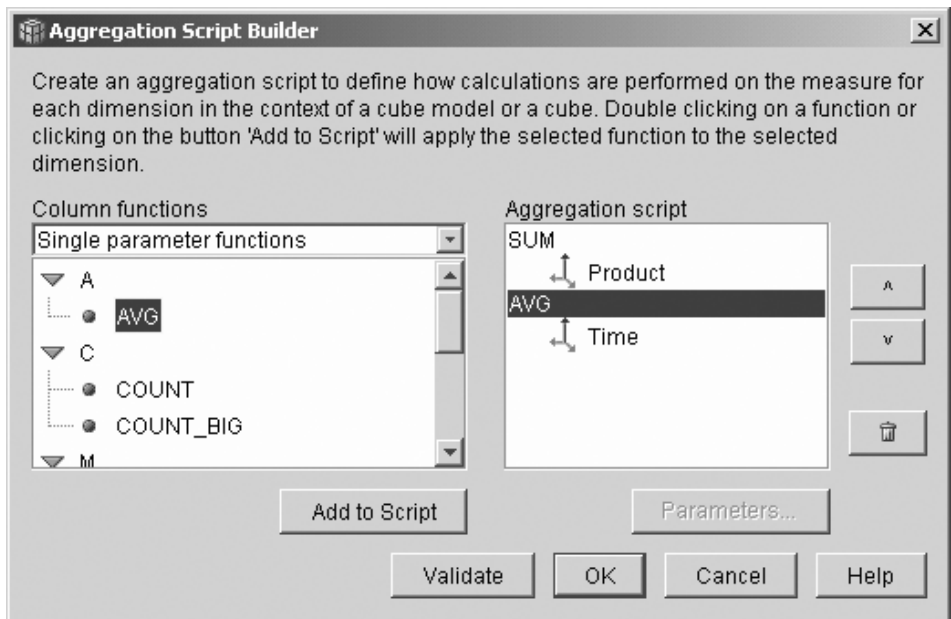 Aggregation Script Builder
Create an aggregation script to define how calculations are performed on the measure for
each dimension in the context of a cube model or a cube. Double clicking on a function or
clicking on the button 'Add to Script' will apply the selected function to the selected
dimension.
Column functions
Single parameter functions
A
AVG
C
COUNT
COUNT_BIG
M
Aggregation script
SUM
Product
AVG
Time
Add to Script
Parameters...
Validate
OK
Cancel
Help